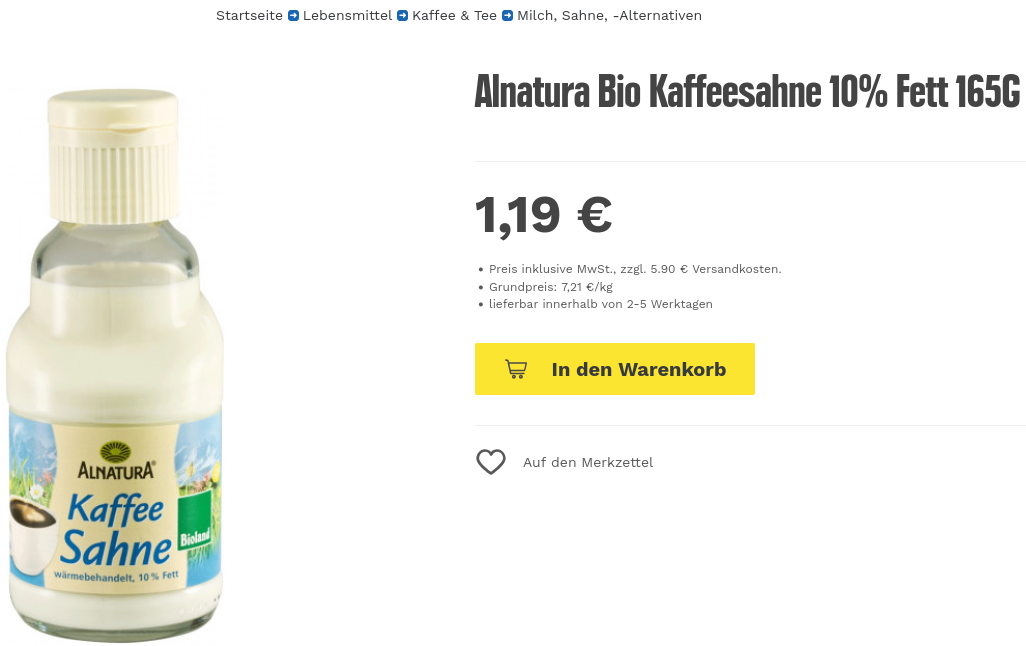 Startseite Lebensmittel Kaffee & Tee Milch, Sahne, -Alternativen
Alnatura Bio Kaffeesahne 10% Fett 165G
1,19 €
• Preis inklusive MwSt., zzgl. 5.90 € Versandkosten.
• Grundpreis: 7,21 €/kg
• lieferbar innerhalb von 2-5 Werktagen
In den Warenkorb
Auf den Merkzettel
ALNATURA®
Kaffee
Sahne
wärmebehandelt, 10 % Fett
Bioland